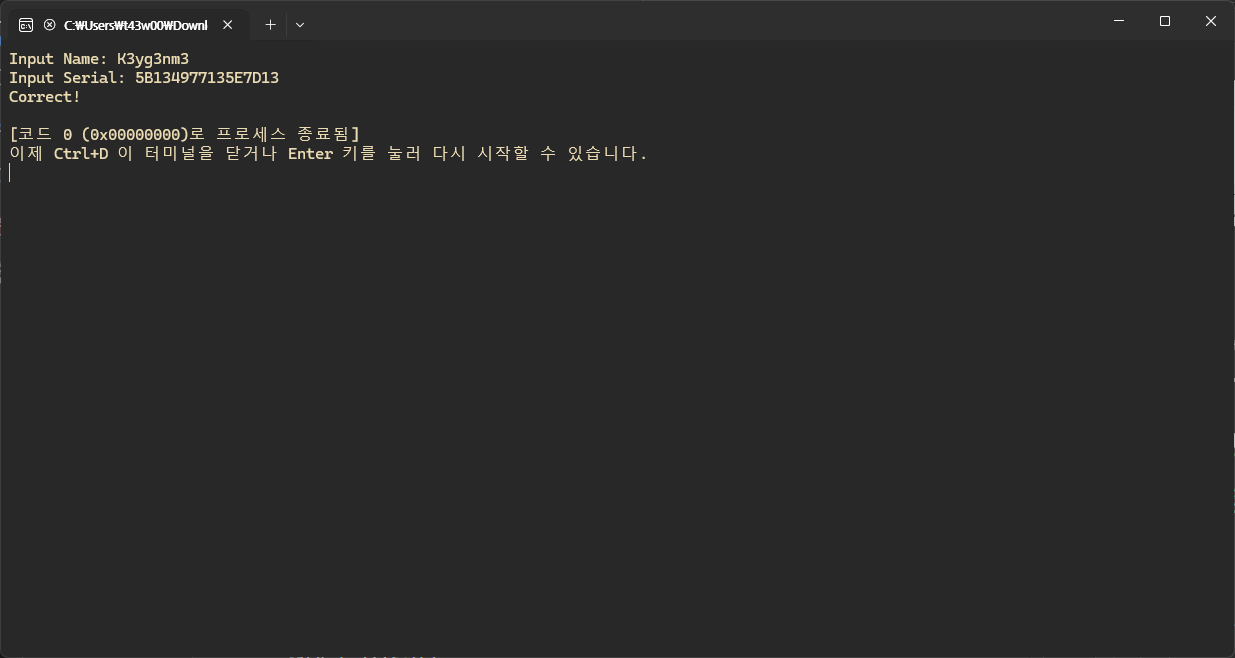 C:₩Users₩t43w00₩Downl
Input Name: K3yg3nm3
Input Serial: 5B134977135E7D13
Correct!
[코드 0 (0x00000000)로 프로세스 종료됨]
이제 Ctrl+D 이 터미널을 닫거나 Enter 키를 눌러 다시 시작할 수 있습니다.